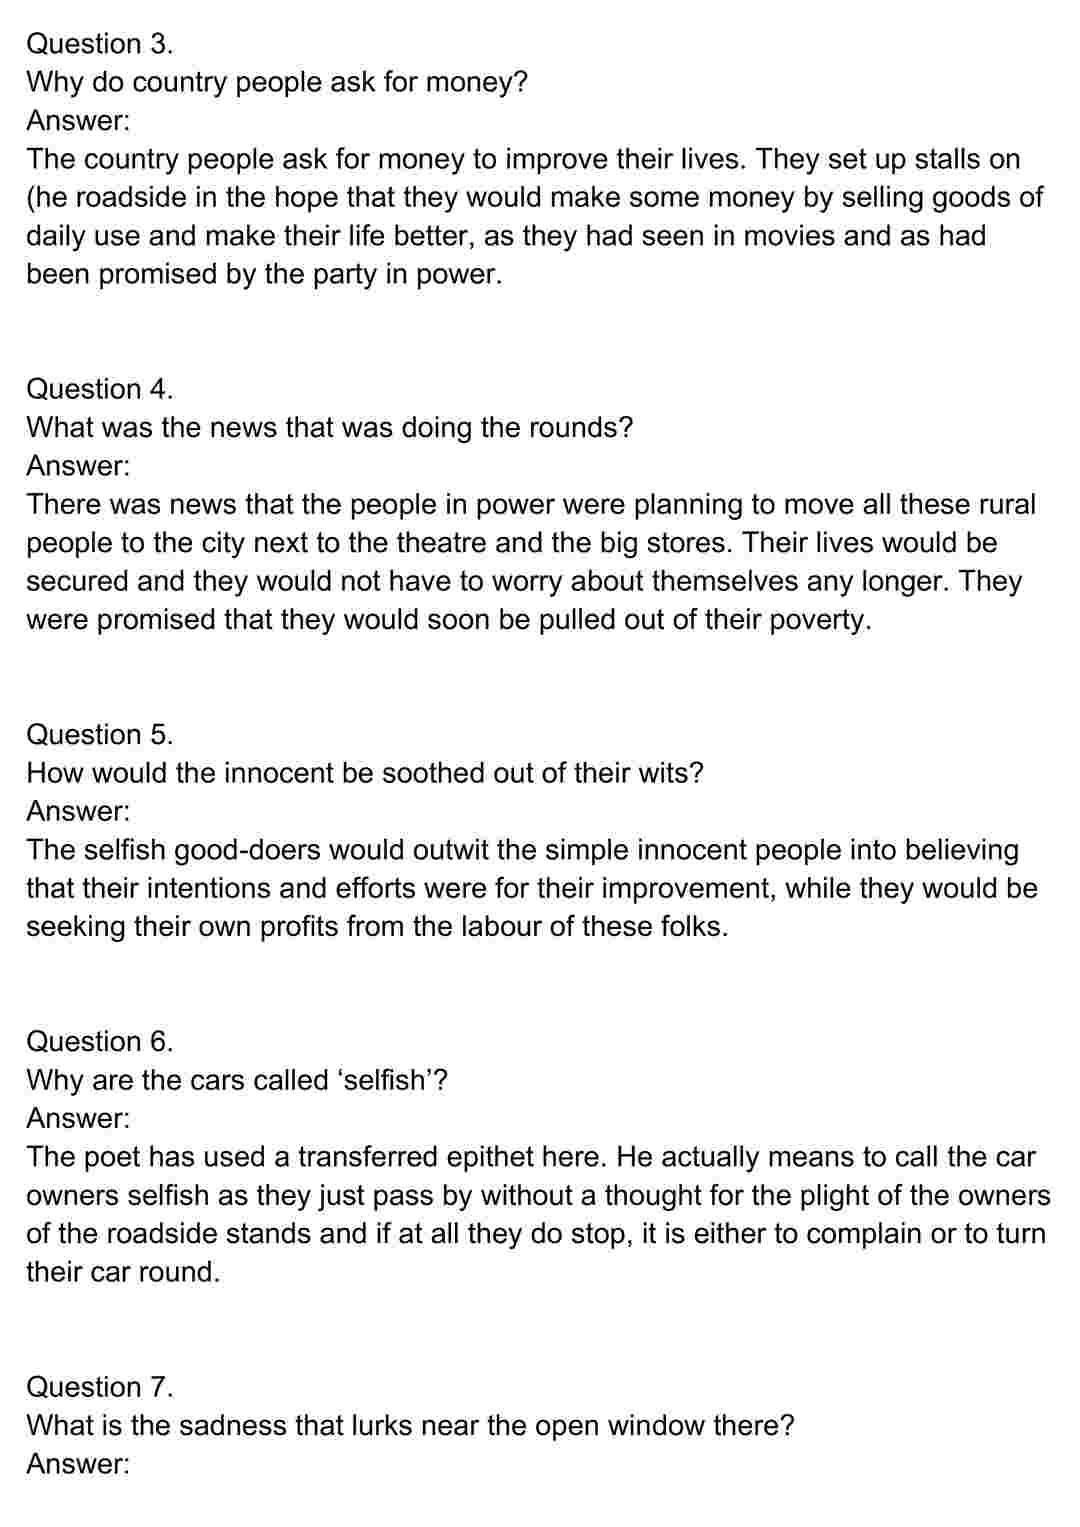 Question 3.
Why do country people ask for money?
Answer:
The country people ask for money to improve their lives. They set up stalls on
(he roadside in the hope that they would make some money by selling goods of
daily use and make their life better, as they had seen in movies and as had
been promised by the party in power.
Question 4.
What was the news that was doing the rounds?
Answer:
There was news that the people in power were planning to move all these rural
people to the city next to the theatre and the big stores. Their lives would be
secured and they would not have to worry about themselves any longer. They
were promised that they would soon be pulled out of their poverty.
Question 5.
How would the innocent be soothed out of their wits?
Answer:
The selfish good-doers would outwit the simple innocent people into believing
that their intentions and efforts were for their improvement, while they would be
seeking their own profits from the labour of these folks.
Question 6.
Why are the cars called ‘selfish’?
Answer:
The poet has used a transferred epithet here. He actually means to call the car
owners selfish as they just pass by without a thought for the plight of the owners
of the roadside stands and if at all they do stop, it is either to complain or to turn
their car round.
Question 7.
What is the sadness that lurks near the open window there?
Answer: